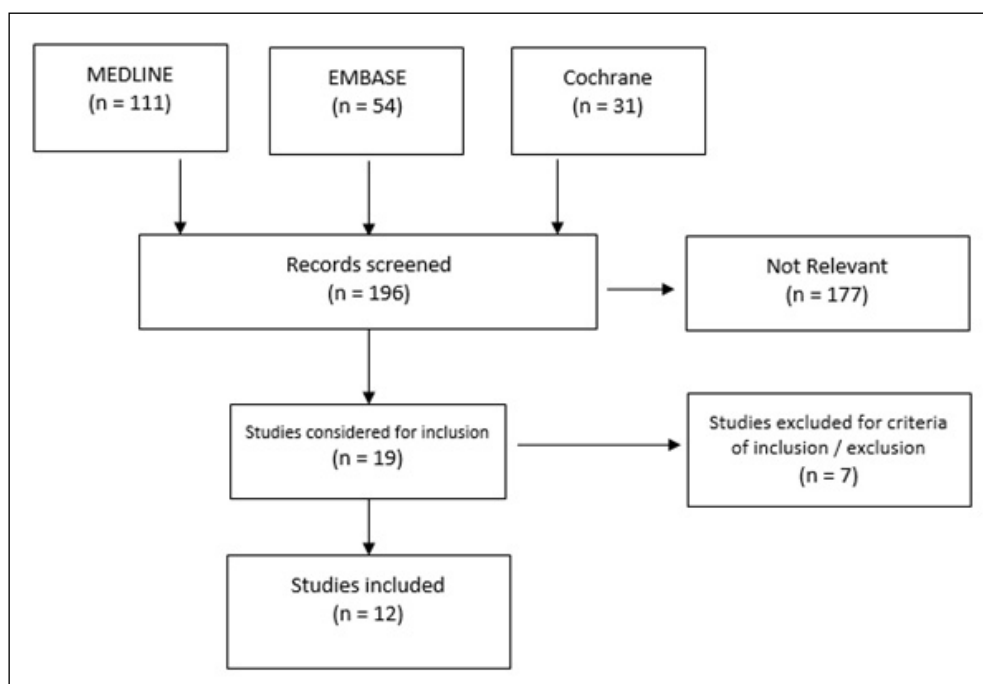 MEDLINE
(n = 111)
EMBASE
(n = 54)
Cochrane
(n = 31)
Records screened
(n = 196)
Not Relevant
(n = 177)
Studies considered for inclusion
(n = 19)
Studies excluded for criteria
of inclusion / exclusion
(n = 7)
Studies included
(n = 12)